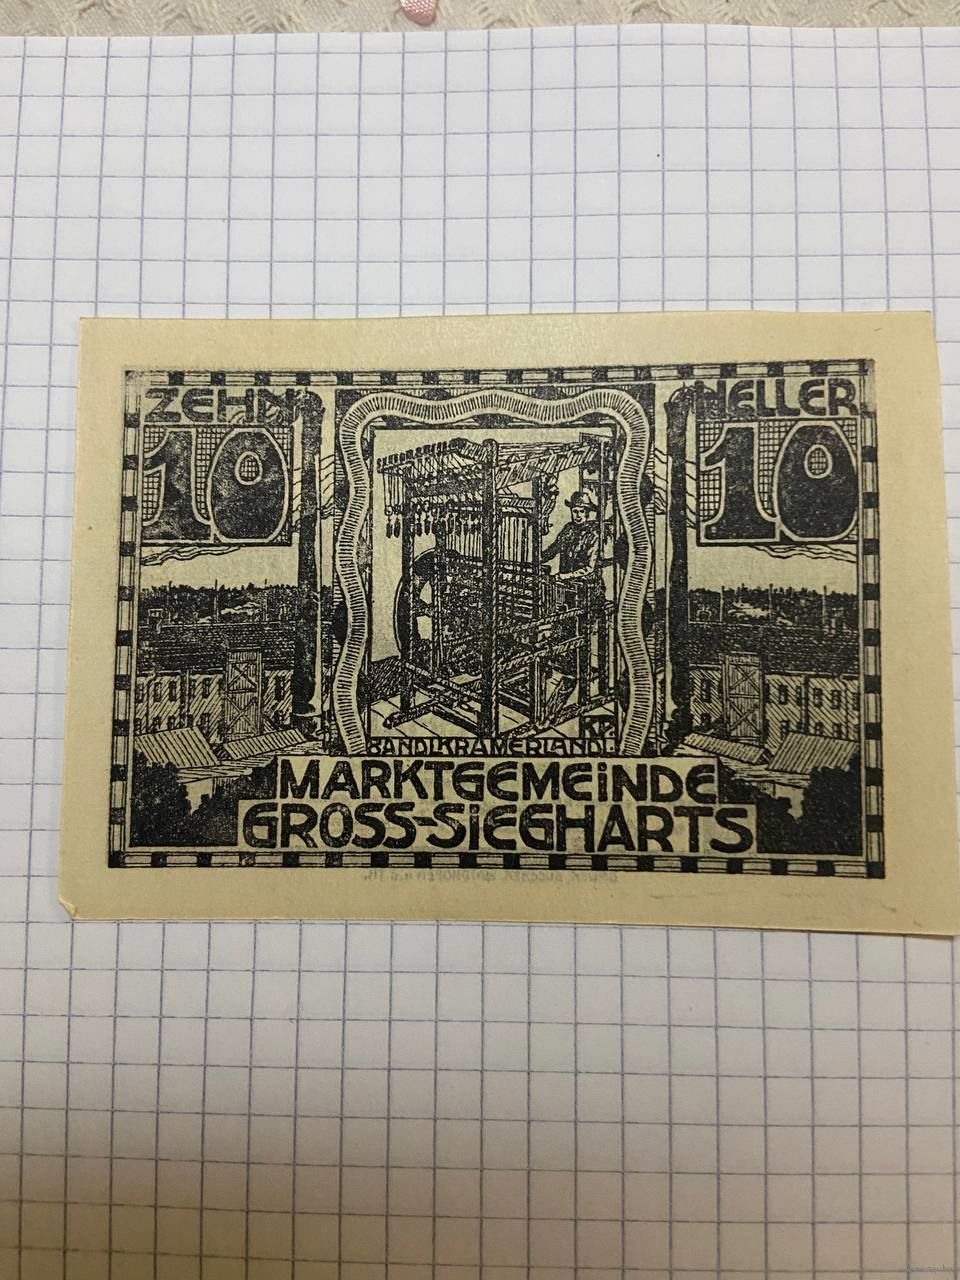 ZEHN HELLER
10 10
BANDLKRAMERLANDL
MARKTGEMEiNDE
GROSS-SiEGHARTS